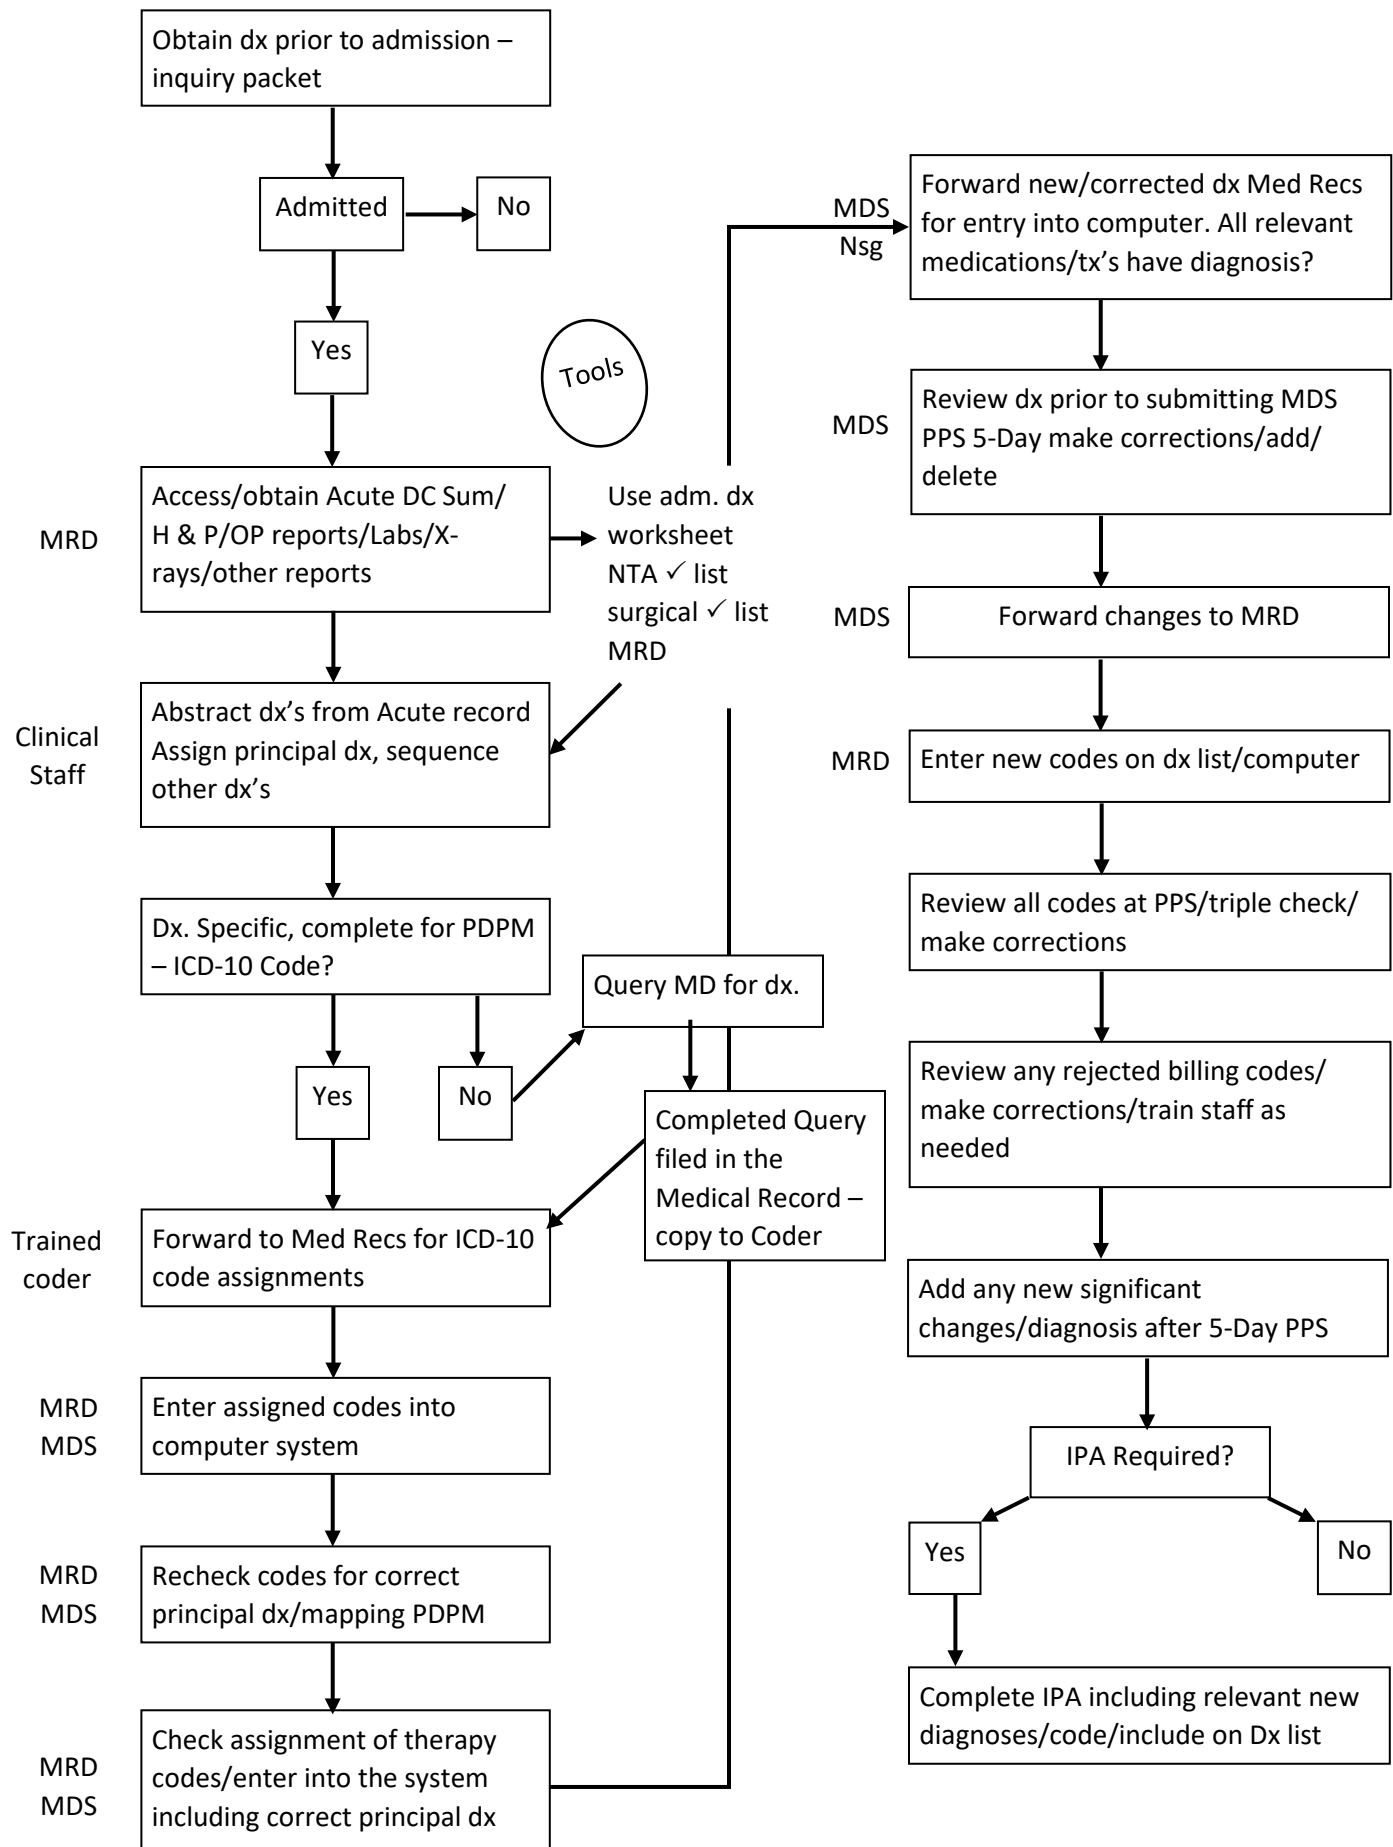 Obtain dx prior to admission –
inquiry packet
Admitted
No
Yes
Tools
MRD
Access/obtain Acute DC Sum/
H & P/OP reports/Labs/X-
rays/other reports
Use adm. dx
worksheet
NTA ✓ list
surgical ✓ list
MRD
Clinical
Staff
Abstract dx's from Acute record
Assign principal dx, sequence
other dx's
Dx. Specific, complete for PDPM
– ICD-10 Code?
Yes
No
Query MD for dx.
Completed Query
filed in the
Medical Record –
copy to Coder
Trained
coder
Forward to Med Recs for ICD-10
code assignments
MRD
MDS
Enter assigned codes into
computer system
MRD
MDS
Recheck codes for correct
principal dx/mapping PDPM
MRD
MDS
Check assignment of therapy
codes/enter into the system
including correct principal dx
MDS
Nsg
Forward new/corrected dx Med Recs
for entry into computer. All relevant
medications/tx's have diagnosis?
MDS
Review dx prior to submitting MDS
PPS 5-Day make corrections/add/
delete
MDS
Forward changes to MRD
MRD
Enter new codes on dx list/computer
Review all codes at PPS/triple check/
make corrections
Review any rejected billing codes/
make corrections/train staff as
needed
Add any new significant
changes/diagnosis after 5-Day PPS
IPA Required?
Yes
No
Complete IPA including relevant new
diagnoses/code/include on Dx list